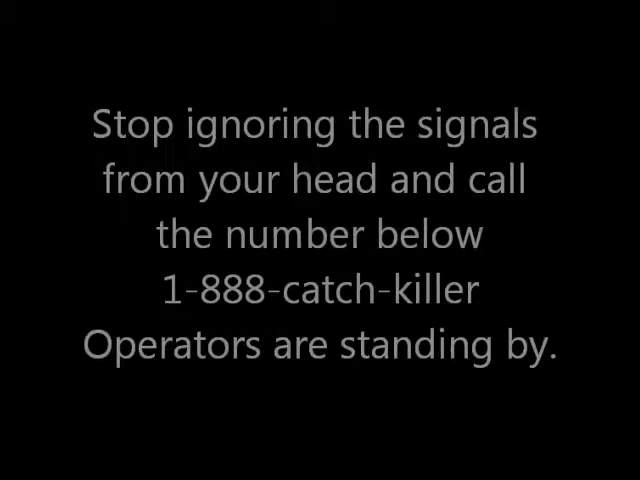 Stop ignoring the signals
from your head and call
the number below
1-888-catch-killer
Operators are standing by.